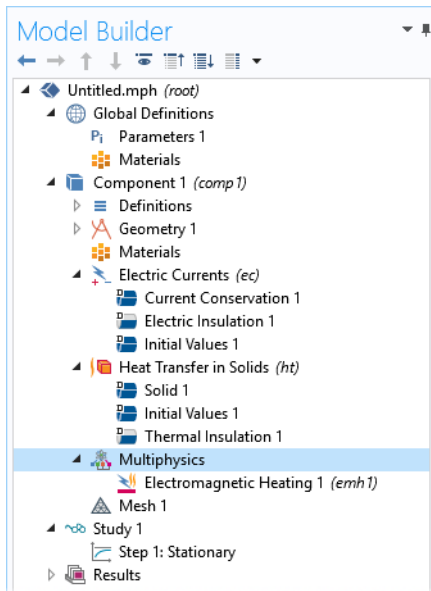 Model Builder
Untitled.mph (root)
Global Definitions
Pi Parameters 1
Materials
Component 1 (comp1)
Definitions
Geometry 1
Materials
Electric Currents (ec)
D Current Conservation 1
D Electric Insulation 1
D Initial Values 1
Heat Transfer in Solids (ht)
D Solid 1
D Initial Values 1
D Thermal Insulation 1
Multiphysics
Electromagnetic Heating 1 (emh1)
Mesh 1
Study 1
Step 1: Stationary
Results